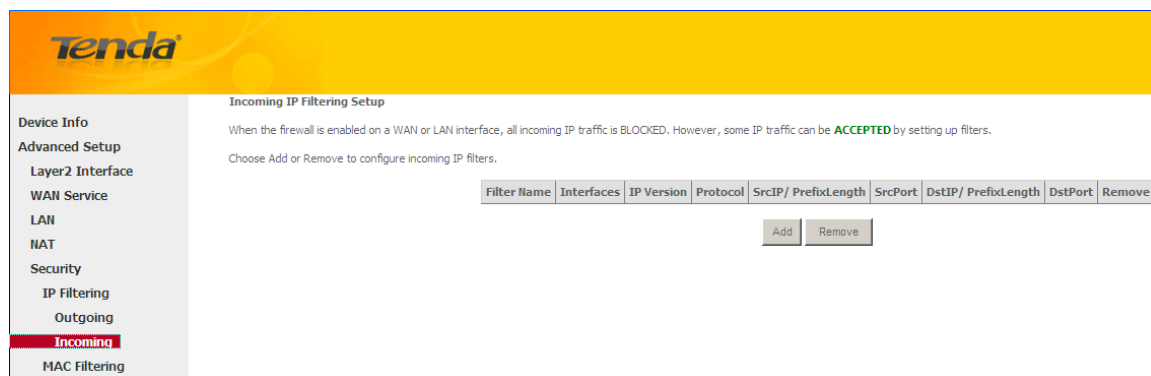 Tenda
Device Info
Advanced Setup
Layer2 Interface
WAN Service
LAN
NAT
Security
IP Filtering
Outgoing
Incoming
MAC Filtering
Incoming IP Filtering Setup
When the firewall is enabled on a WAN or LAN interface, all incoming IP traffic is BLOCKED. However, some IP traffic can be ACCEPTED by setting up filters.
Choose Add or Remove to configure incoming IP filters.
Filter Name Interfaces IP Version Protocol SrcIP/ PrefixLength SrcPort DstIP/ PrefixLength DstPort Remove
Add Remove